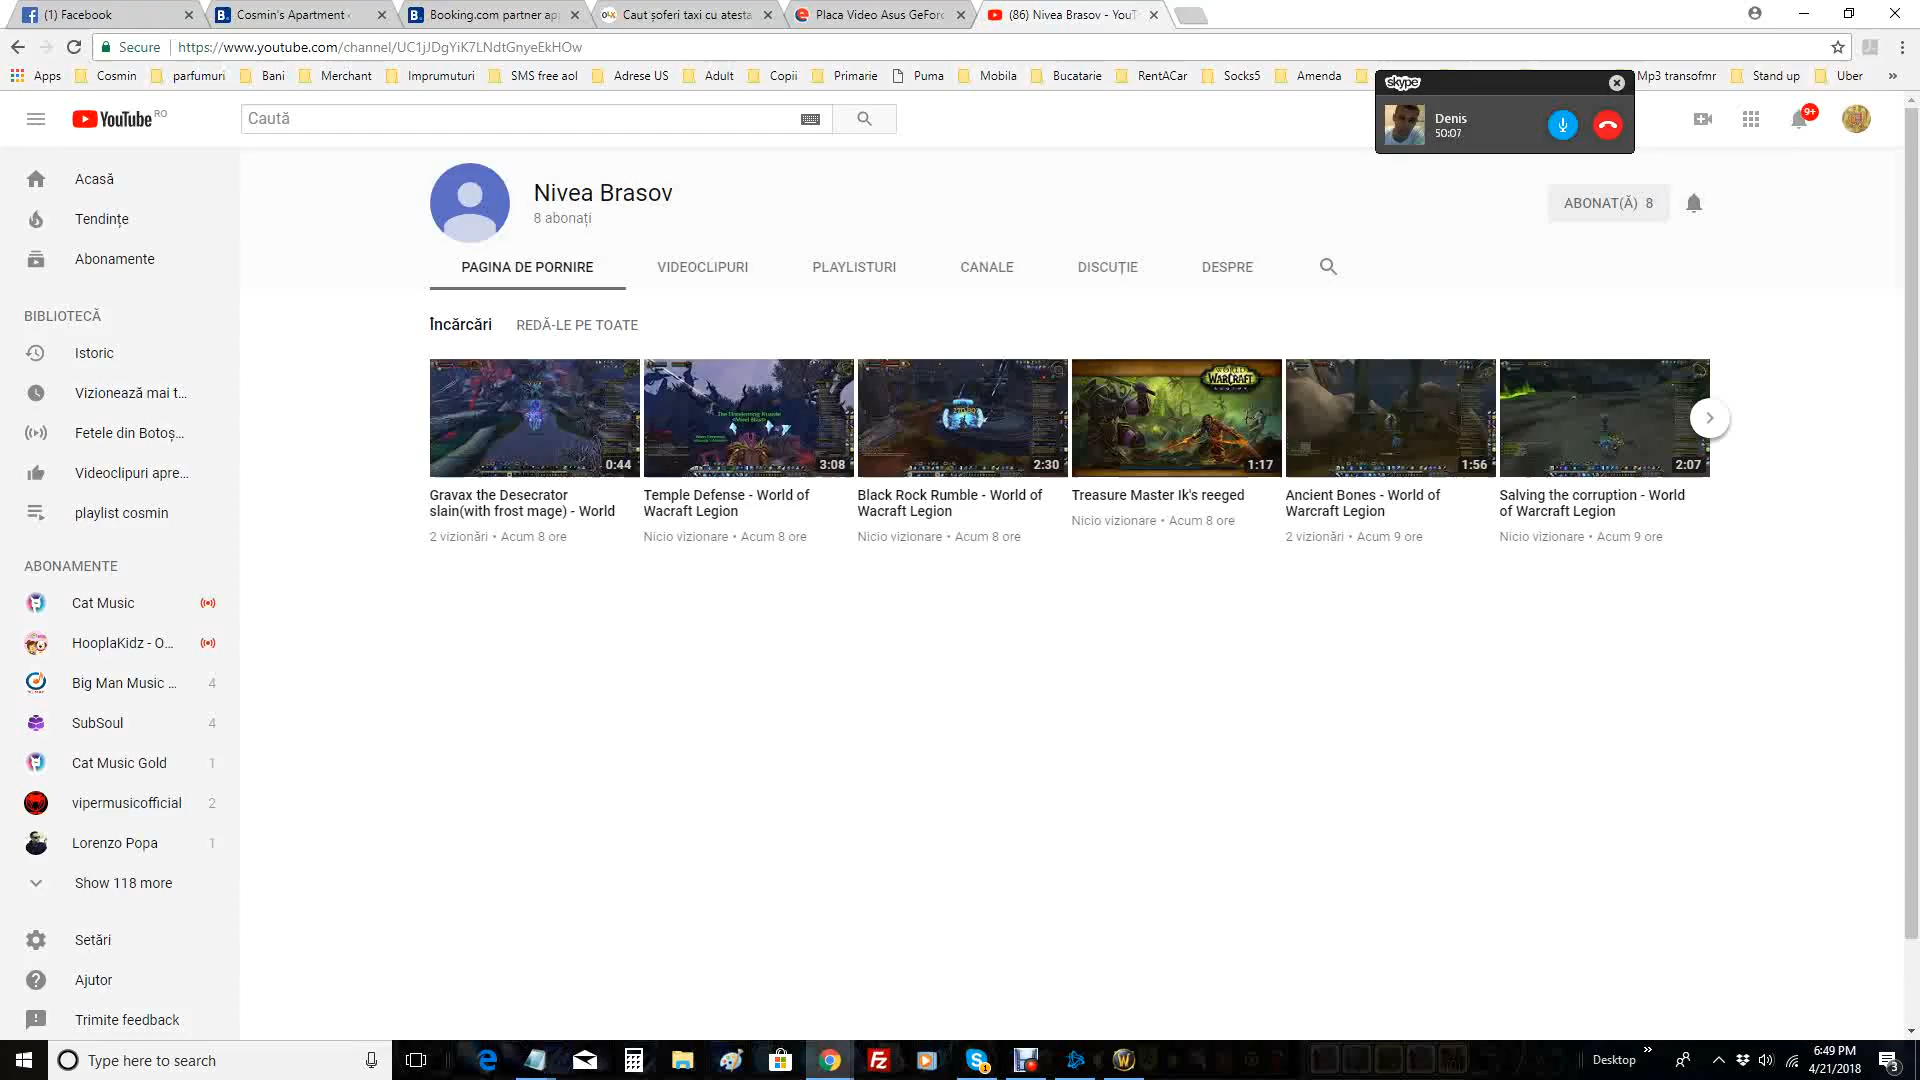 (1) Facebook
Cosmin's Apartment
Booking.com partner ap
Caut șoferi taxi cu atesta
Placa Video Asus GeForc
(86) Nivea Brasov - YouT
Secure
https://www.youtube.com/channel/UC1jJDgYiK7LNdtGnyeEkHOw
Apps
Cosmin
parfumuri
Bani
Merchant
Imprumuturi
SMS free aol
Adrese US
Adult
Copii
Primarie
Puma
Mobila
Bucatarie
RentACar
Socks5
Amenda
Mp3 transofmr
Stand up
Uber
skype
Denis
50:07
YouTube RO
Caută
9+
Acasă
Tendințe
Abonamente
BIBLIOTECĂ
Istoric
Vizionează mai t...
Fetele din Botoș...
Videoclipuri apre...
playlist cosmin
ABONAMENTE
Cat Music
HooplaKidz - O...
Big Man Music ... 4
SubSoul 4
Cat Music Gold 1
vipermusicofficial 2
Lorenzo Popa 1
Show 118 more
Setări
Ajutor
Trimite feedback
Nivea Brasov
8 abonați
ABONAT(Ă) 8
PAGINA DE PORNIRE
VIDEOCLIPURI
PLAYLISTURI
CANALE
DISCUȚIE
DESPRE
Încărcări
REDĂ-LE PE TOATE
0:44
Gravax the Desecrator
slain(with frost mage) - World
2 vizionări • Acum 8 ore
3:08
Temple Defense - World of
Wacraft Legion
Nicio vizionare • Acum 8 ore
2:30
Black Rock Rumble - World of
Wacraft Legion
Nicio vizionare • Acum 8 ore
WORLD OF
WARCRAFT
1:17
Treasure Master Ik's reeged
Nicio vizionare • Acum 8 ore
1:56
Ancient Bones - World of
Warcraft Legion
2 vizionări • Acum 9 ore
2:07
Salving the corruption - World
of Warcraft Legion
Nicio vizionare • Acum 9 ore
Type here to search
Desktop
6:49 PM
4/21/2018
3